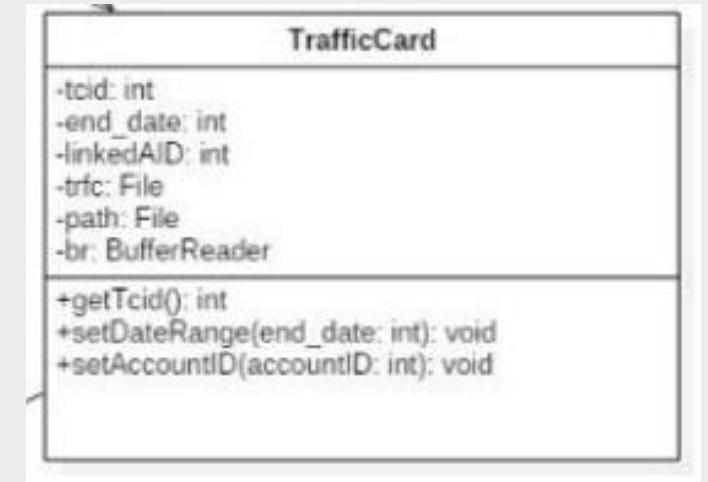 TrafficCard
-tcid: int
-end_date: int
-linkedAID: int
-trfc: File
-path: File
-br: BufferReader
+getTcid(): int
+setDateRange(end_date: int): void
+setAccountID(accountID: int): void